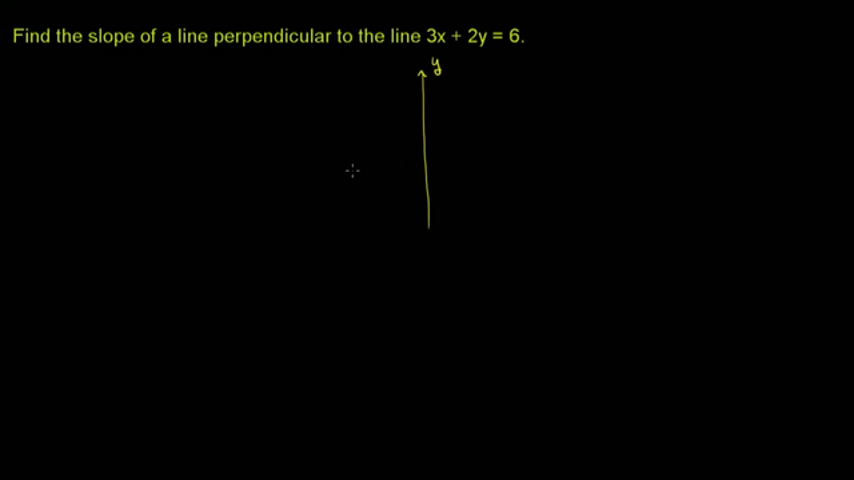 Find the slope of a line perpendicular to the line 3x + 2y = 6.
y